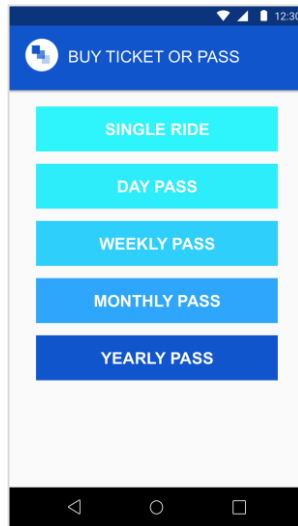 12:30
BUY TICKET OR PASS
SINGLE RIDE
DAY PASS
WEEKLY PASS
MONTHLY PASS
YEARLY PASS